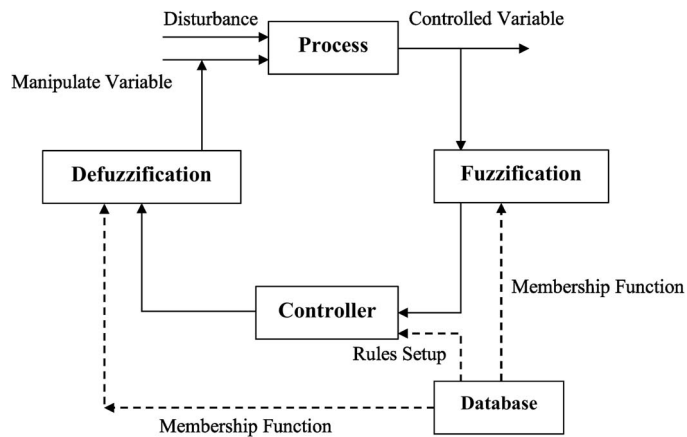 Disturbance
Controlled Variable
Process
Manipulate Variable
Defuzzification
Fuzzification
Membership Function
Controller
Rules Setup
Database
Membership Function